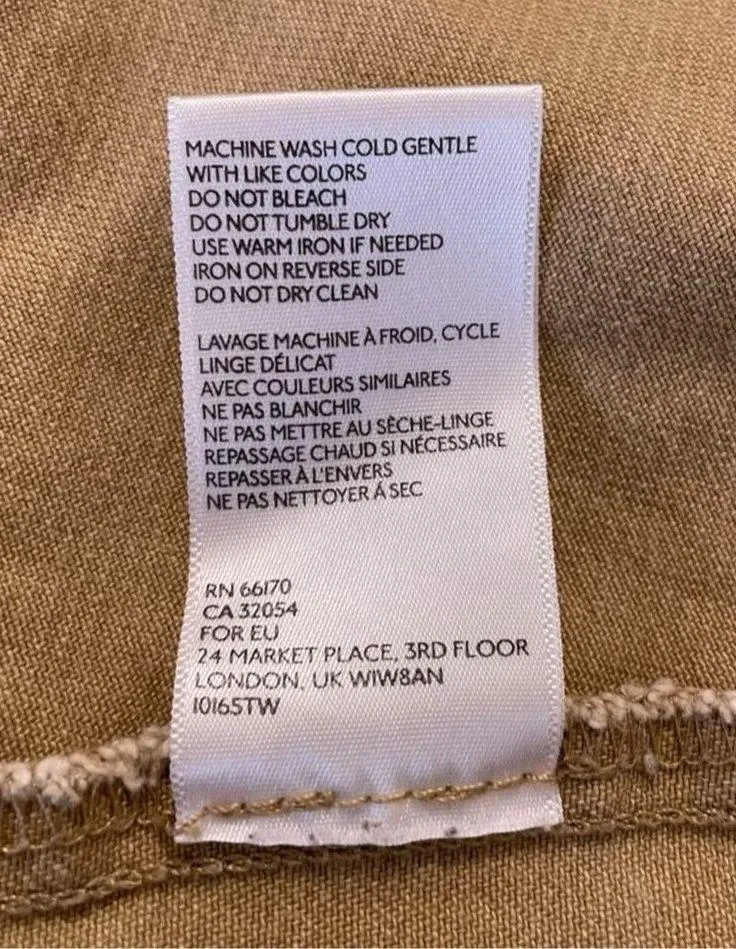 MACHINE WASH COLD GENTLE
WITH LIKE COLORS
DO NOT BLEACH
DO NOT TUMBLE DRY
USE WARM IRON IF NEEDED
IRON ON REVERSE SIDE
DO NOT DRY CLEAN
LAVAGE MACHINE À FROID, CYCLE
LINGE DÉLICAT
AVEC COULEURS SIMILAIRES
NE PAS BLANCHIR
NE PAS METTRE AU SÈCHE-LINGE
REPASSAGE CHAUD SI NÉCESSAIRE
REPASSER À L'ENVERS
NE PAS NETTOYER Á SEC
RN 66170
CA 32054
FOR EU
24 MARKET PLACE, 3RD FLOOR
LONDON, UK W1W8AN
10165TW